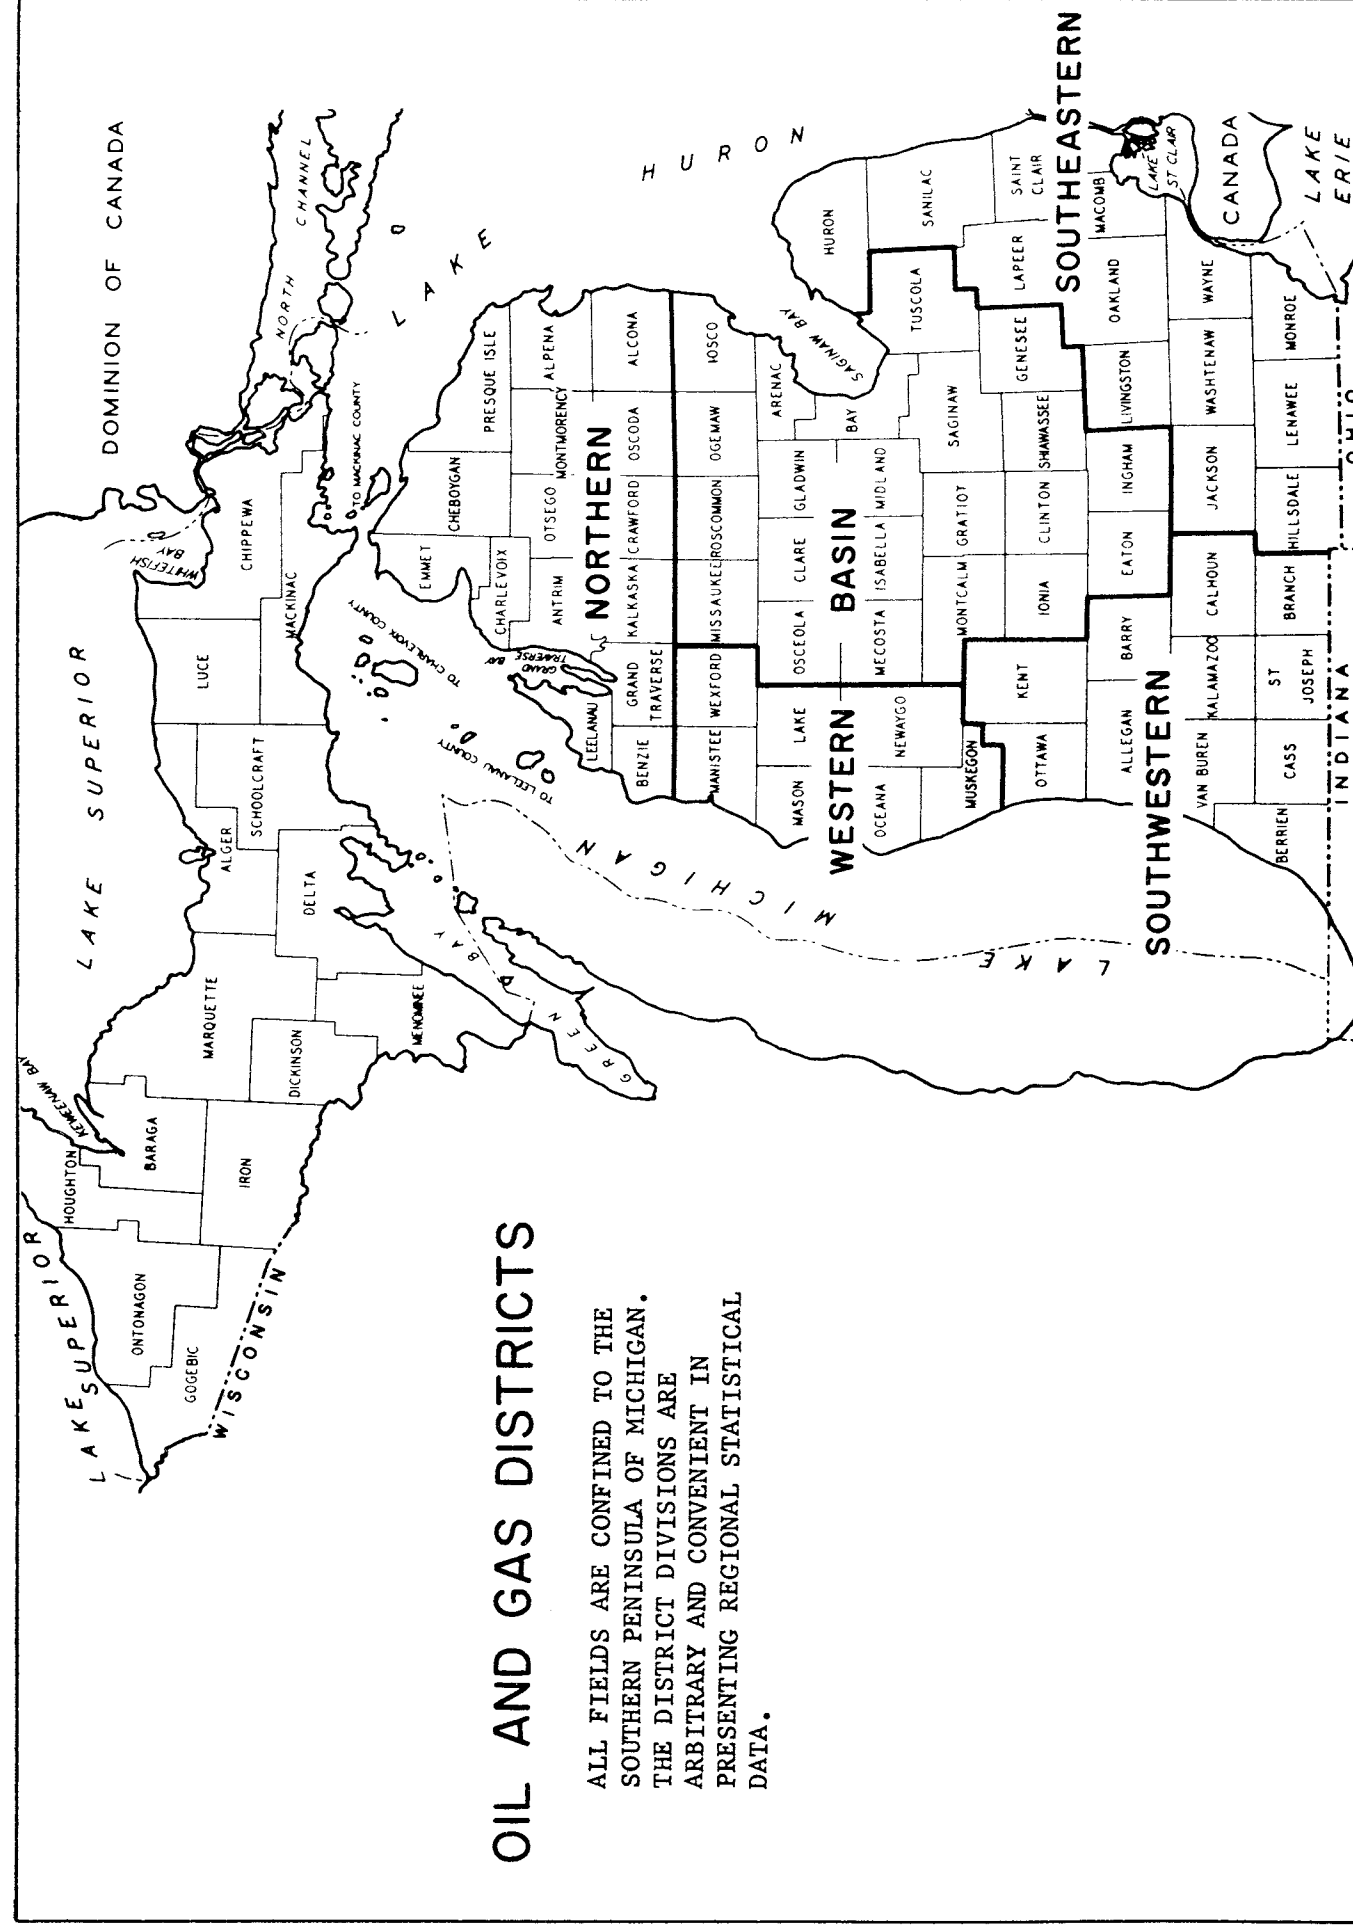 DOMINION OF CANADA
LAKE SUPERIOR
LAKE SUPERIOR
KEWEENAW BAY
WHITEFISH
BAY
NORTH CHANNEL
HOUGHTON
ONTONAGON
GOGEBIC
BARAGA
IRON
MARQUETTE
DICKINSON
MENOMINEE
DELTA
ALGER
SCHOOLCRAFT
LUCE
CHIPPEWA
MACKINAC
WISCONSIN
TO MACKINAC COUNTY
TO CHARLEVOIX COUNTY
TO LEELANAU COUNTY
GREEN BAY
LAKE MICHIGAN
LAKE HURON
GRAND
TRAVERSE
BAY
SAGINAW BAY
OIL AND GAS DISTRICTS
ALL FIELDS ARE CONFINED TO THE
SOUTHERN PENINSULA OF MICHIGAN.
THE DISTRICT DIVISIONS ARE
ARBITRARY AND CONVENIENT IN
PRESENTING REGIONAL STATISTICAL
DATA.
EMMET
CHEBOYGAN
PRESQUE ISLE
CHARLEVOIX
LEELANAU
ANTRIM
OTSEGO
MONTMORENCY
ALPENA
NORTHERN
BENZIE
GRAND
TRAVERSE
KALKASKA
CRAWFORD
OSCODA
ALCONA
MANISTEE
WEXFORD
MISSAUKEE
ROSCOMMON
OGEMAW
IOSCO
MASON
LAKE
OSCEOLA
CLARE
GLADWIN
ARENAC
HURON
WESTERN
BASIN
OCEANA
NEWAYGO
MECOSTA
ISABELLA
MIDLAND
BAY
TUSCOLA
SANILAC
MUSKEGON
MONTCALM
GRATIOT
SAGINAW
LAPEER
SAINT
CLAIR
OTTAWA
KENT
IONIA
CLINTON
SHIAWASSEE
GENESEE
SOUTHEASTERN
ALLEGAN
BARRY
EATON
INGHAM
LIVINGSTON
OAKLAND
MACOMB
SOUTHWESTERN
LAKE
ST CLAIR
VAN BUREN
KALAMAZOO
CALHOUN
JACKSON
WASHTENAW
WAYNE
CANADA
BERRIEN
CASS
ST
JOSEPH
BRANCH
HILLSDALE
LENAWEE
MONROE
LAKE
ERIE
INDIANA
OHIO